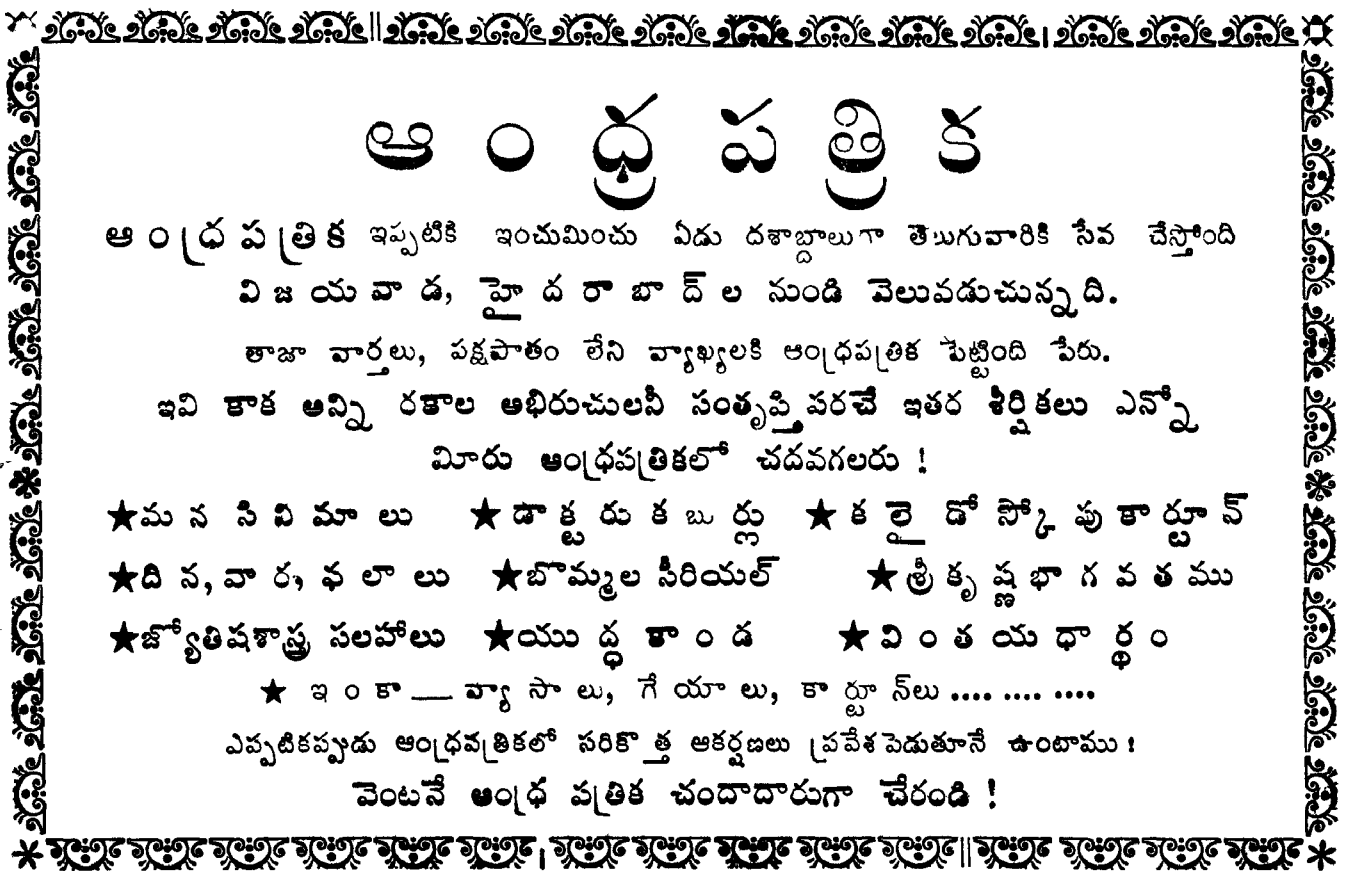 ఆంధ్రపత్రిక
ఆంధ్రపత్రిక ఇప్పటికి ఇంచుమించు ఏడు దశాబ్దాలుగా తెలుగువారికి సేవ చేస్తోంది
విజయవాడ, హైదరాబాద్‌ల నుండి వెలువడుచున్నది.
తాజా వార్తలు, పక్షపాతం లేని వ్యాఖ్యలకి ఆంధ్రపత్రిక పెట్టింది పేరు.
ఇవి కాక అన్ని రకాల అభిరుచులనీ సంతృప్తిపరచే ఇతర శీర్షికలు ఎన్నో
మీరు ఆంధ్రపత్రికలో చదవగలరు !
★మన సినిమాలు ★డాక్టరు కబుర్లు ★కలైడోస్కోపు కార్టూన్
★దిన, వార, ఫలాలు ★బొమ్మల సీరియల్ ★శ్రీకృష్ణభాగవతము
★జ్యోతిషశాస్త్ర సలహాలు ★యుద్ధకాండ ★వింత యధార్థం
★ ఇంకా — వ్యాసాలు, గేయాలు, కార్టూన్‌లు .... .... ....
ఎప్పటికప్పుడు ఆంధ్రపత్రికలో సరికొత్త ఆకర్షణలు ప్రవేశపెడుతూనే ఉంటాము !
వెంటనే ఆంధ్ర పత్రిక చందాదారుగా చేరండి !